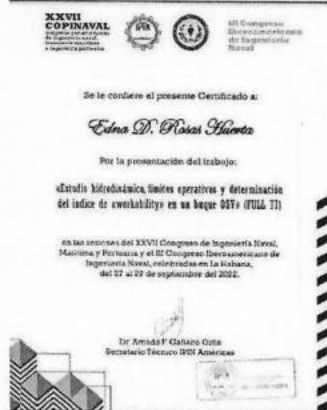 XXVII
COPINAVAL
IPIN
III Congreso
Iberoamericano
de Ingeniería
Naval
Se le confiere el presente Certificado a:
Edna D. Rosas Huerta
Por la presentación del trabajo:
«Estudio hidrodinámico, límites operativos y determinación
del índice de «workability» en un buque OSV» (FULL 77)
en las sesiones del XXVII Congreso de Ingeniería Naval,
Marítima y Portuaria y el III Congreso Iberoamericano de
Ingeniería Naval, celebradas en La Habana,
del 27 al 29 de septiembre del 2022.
Secretario Técnico IPIN Américas